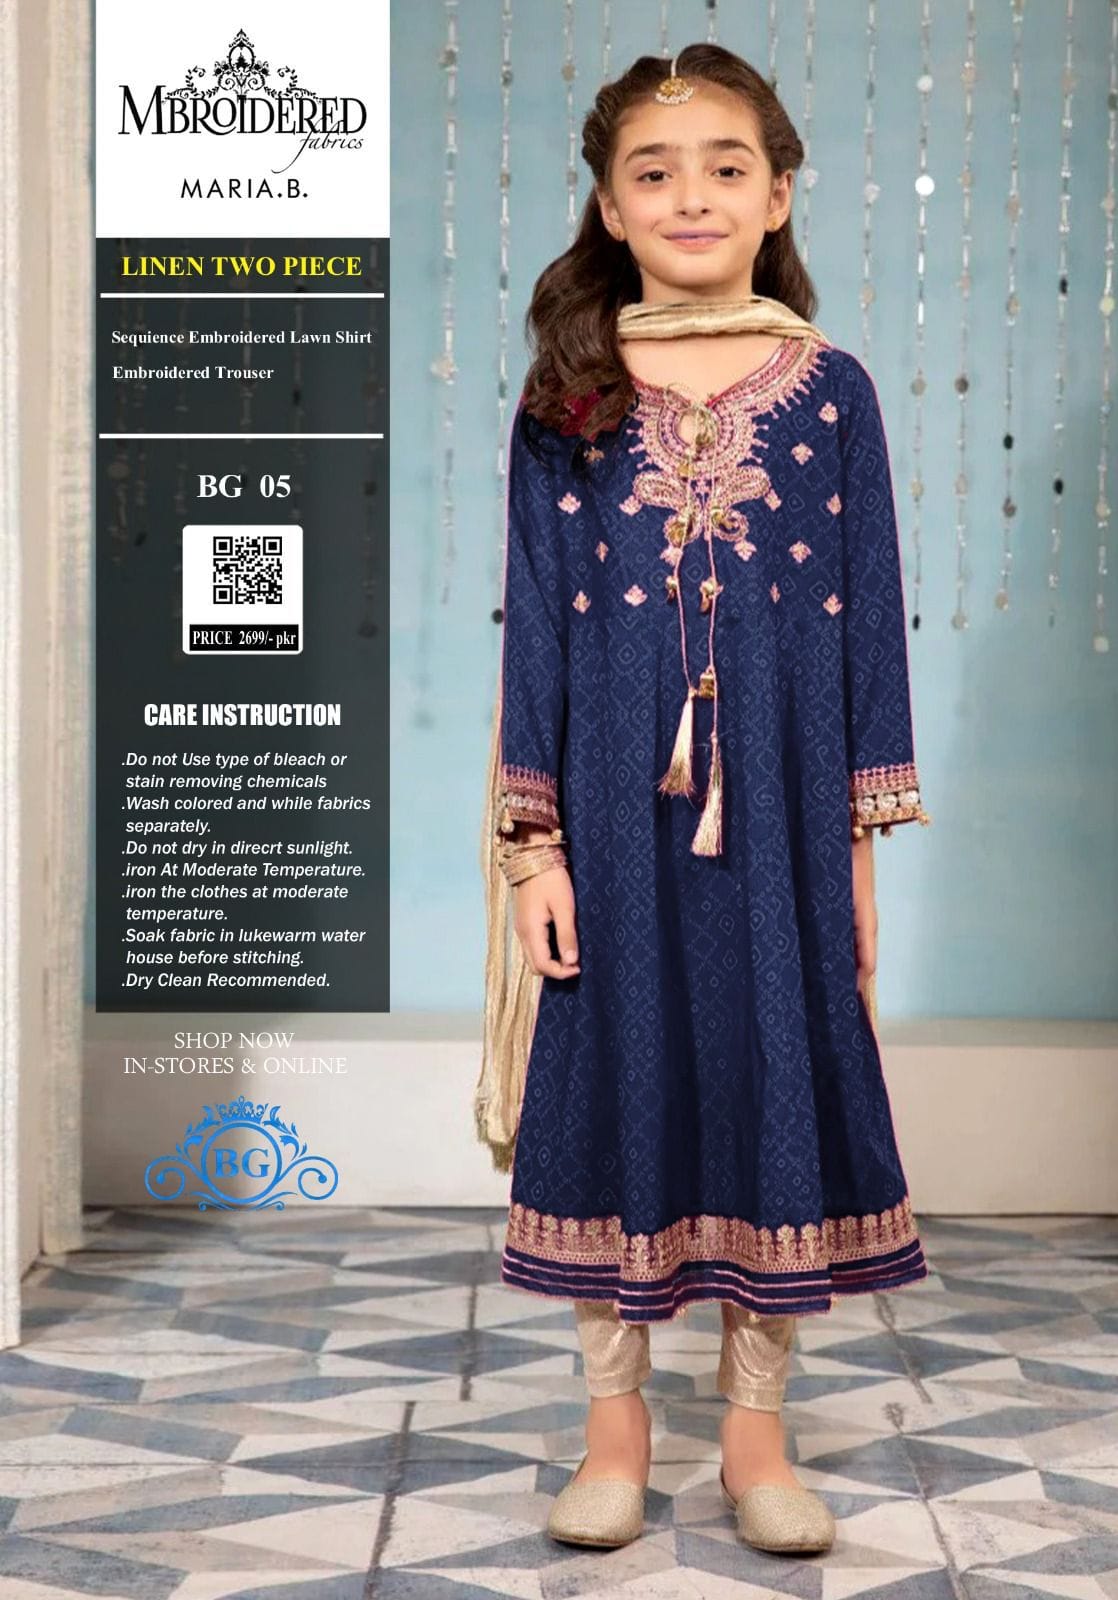 MBROIDERED
fabrics
MARIA.B.
LINEN TWO PIECE
Sequience Embroidered Lawn Shirt
Embroidered Trouser
BG 05
PRICE 2699/- pkr
CARE INSTRUCTION
.Do not Use type of bleach or
stain removing chemicals
.Wash colored and while fabrics
separately.
.Do not dry in direcrt sunlight.
.iron At Moderate Temperature.
.iron the clothes at moderate
temperature.
.Soak fabric in lukewarm water
house before stitching.
.Dry Clean Recommended.
SHOP NOW
IN-STORES & ONLINE
BG